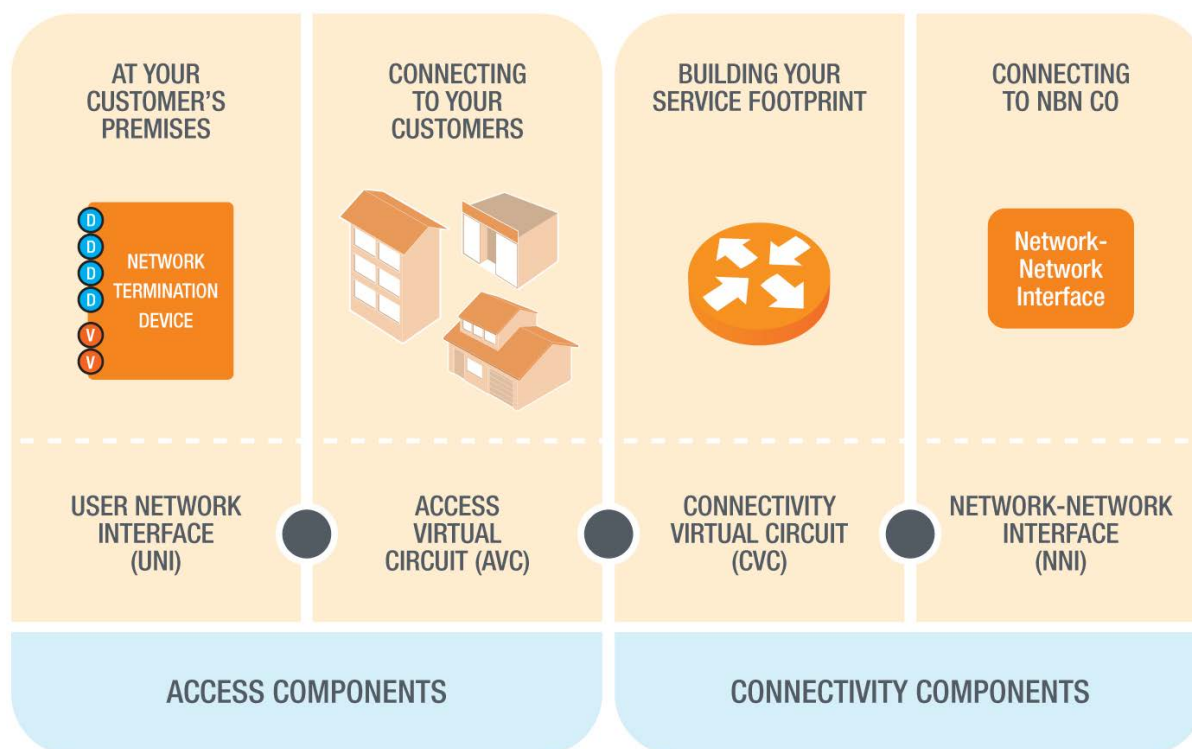 AT YOUR
CUSTOMER'S
PREMISES
CONNECTING
TO YOUR
CUSTOMERS
BUILDING YOUR
SERVICE FOOTPRINT
CONNECTING
TO NBN CO
D
D
D
D
V
V
NETWORK
TERMINATION
DEVICE
Network-
Network
Interface
USER NETWORK
INTERFACE
(UNI)
ACCESS
VIRTUAL
CIRCUIT (AVC)
CONNECTIVITY
VIRTUAL CIRCUIT
(CVC)
NETWORK-NETWORK
INTERFACE
(NNI)
ACCESS COMPONENTS
CONNECTIVITY COMPONENTS